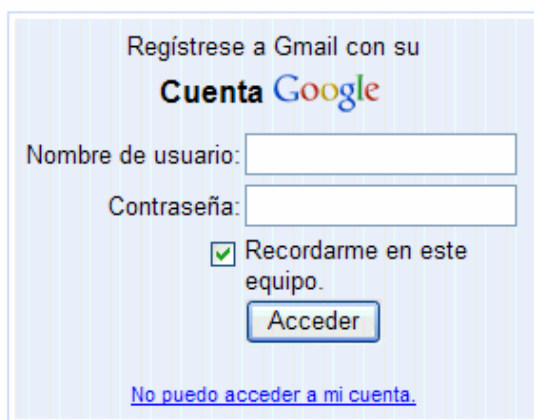 Regístrese a Gmail con su
Cuenta Google
Nombre de usuario:
Contraseña:
Recordarme en este
equipo.
Acceder
No puedo acceder a mi cuenta.